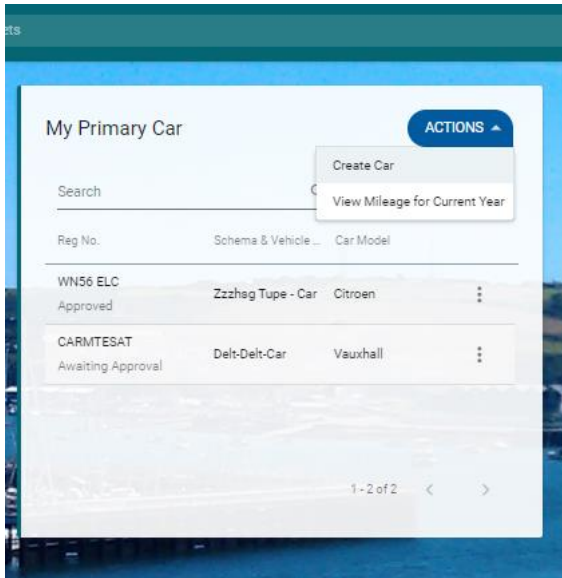 ets
My Primary Car
ACTIONS
Create Car
Search
View Mileage for Current Year
Reg No. Schema & Vehicle ... Car Model
WN56 ELC
Approved
Zzzhsg Tupe - Car Citroen
CARMTESAT
Awaiting Approval
Delt-Delt-Car Vauxhall
1 - 2 of 2